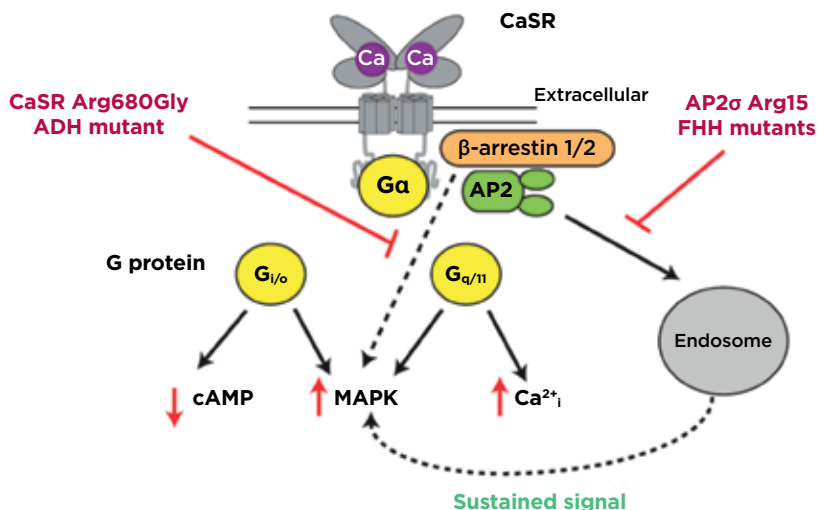 CaSR
Ca
Ca
CaSR Arg680Gly
ADH mutant
Extracellular
AP2σ Arg15
FHH mutants
β-arrestin 1/2
Gα
AP2
G protein
Gi/o
Gq/11
Endosome
cAMP
MAPK
Ca²⁺i
Sustained signal